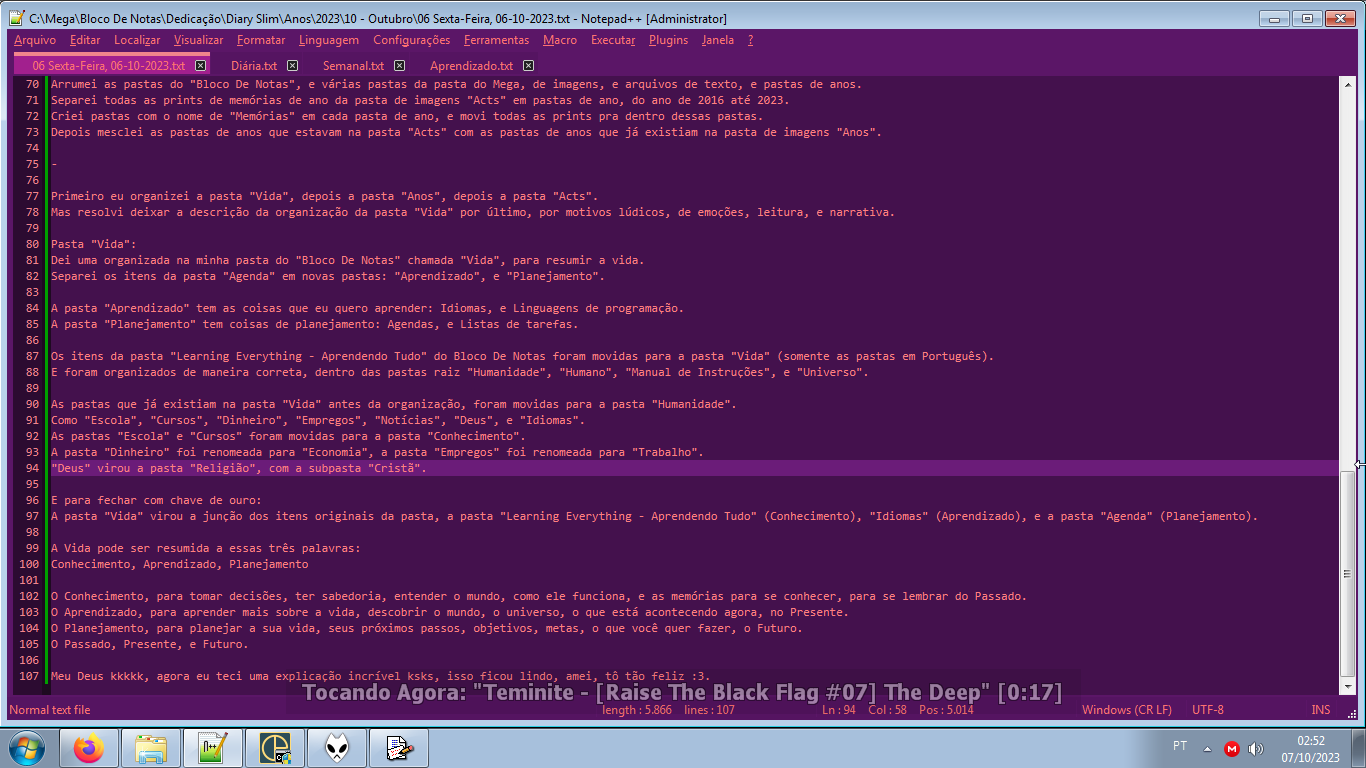 C:\Mega\Bloco De Notas\Dedicação\Diary Slim\Anos\2023\10 - Outubro\06 Sexta-Feira, 06-10-2023.txt - Notepad++ [Administrator]
Arquivo Editar Localizar Visualizar Formatar Linguagem Configurações Ferramentas Macro Executar Plugins Janela ?
06 Sexta-Feira, 06-10-2023.txt Diária.txt Semanal.txt Aprendizado.txt
70 Arrumei as pastas do "Bloco De Notas", e várias pastas da pasta do Mega, de imagens, e arquivos de texto, e pastas de anos.
71 Separei todas as prints de memórias de ano da pasta de imagens "Acts" em pastas de ano, do ano de 2016 até 2023.
72 Criei pastas com o nome de "Memórias" em cada pasta de ano, e movi todas as prints pra dentro dessas pastas.
73 Depois mesclei as pastas de anos que estavam na pasta "Acts" com as pastas de anos que já existiam na pasta de imagens "Anos".
74
75 -
76
77 Primeiro eu organizei a pasta "Vida", depois a pasta "Anos", depois a pasta "Acts".
78 Mas resolvi deixar a descrição da organização da pasta "Vida" por último, por motivos lúdicos, de emoções, leitura, e narrativa.
79
80 Pasta "Vida":
81 Dei uma organizada na minha pasta do "Bloco De Notas" chamada "Vida", para resumir a vida.
82 Separei os itens da pasta "Agenda" em novas pastas: "Aprendizado", e "Planejamento".
83
84 A pasta "Aprendizado" tem as coisas que eu quero aprender: Idiomas, e Linguagens de programação.
85 A pasta "Planejamento" tem coisas de planejamento: Agendas, e Listas de tarefas.
86
87 Os itens da pasta "Learning Everything - Aprendendo Tudo" do Bloco De Notas foram movidas para a pasta "Vida" (somente as pastas em Português).
88 E foram organizados de maneira correta, dentro das pastas raiz "Humanidade", "Humano", "Manual de Instruções", e "Universo".
89
90 As pastas que já existiam na pasta "Vida" antes da organização, foram movidas para a pasta "Humanidade".
91 Como "Escola", "Cursos", "Dinheiro", "Empregos", "Notícias", "Deus", e "Idiomas".
92 As pastas "Escola" e "Cursos" foram movidas para a pasta "Conhecimento".
93 A pasta "Dinheiro" foi renomeada para "Economia", a pasta "Empregos" foi renomeada para "Trabalho".
94 "Deus" virou a pasta "Religião", com a subpasta "Cristã".
95
96 E para fechar com chave de ouro:
97 A pasta "Vida" virou a junção dos itens originais da pasta, a pasta "Learning Everything - Aprendendo Tudo" (Conhecimento), "Idiomas" (Aprendizado), e a pasta "Agenda" (Planejamento).
98
99 A Vida pode ser resumida a essas três palavras:
100 Conhecimento, Aprendizado, Planejamento
101
102 O Conhecimento, para tomar decisões, ter sabedoria, entender o mundo, como ele funciona, e as memórias para se conhecer, para se lembrar do Passado.
103 O Aprendizado, para aprender mais sobre a vida, descobrir o mundo, o universo, o que está acontecendo agora, no Presente.
104 O Planejamento, para planejar a sua vida, seus próximos passos, objetivos, metas, o que você quer fazer, o Futuro.
105 O Passado, Presente, e Futuro.
106
107 Meu Deus kkkkk, agora eu teci uma explicação incrível ksks, isso ficou lindo, amei, tô tão feliz :3.
Tocando Agora: "Teminite - [Raise The Black Flag #07] The Deep" [0:17]
Normal text file length : 5.866 lines : 107 Ln : 94 Col : 58 Pos : 5.014 Windows (CR LF) UTF-8 INS
PT 02:52
07/10/2023